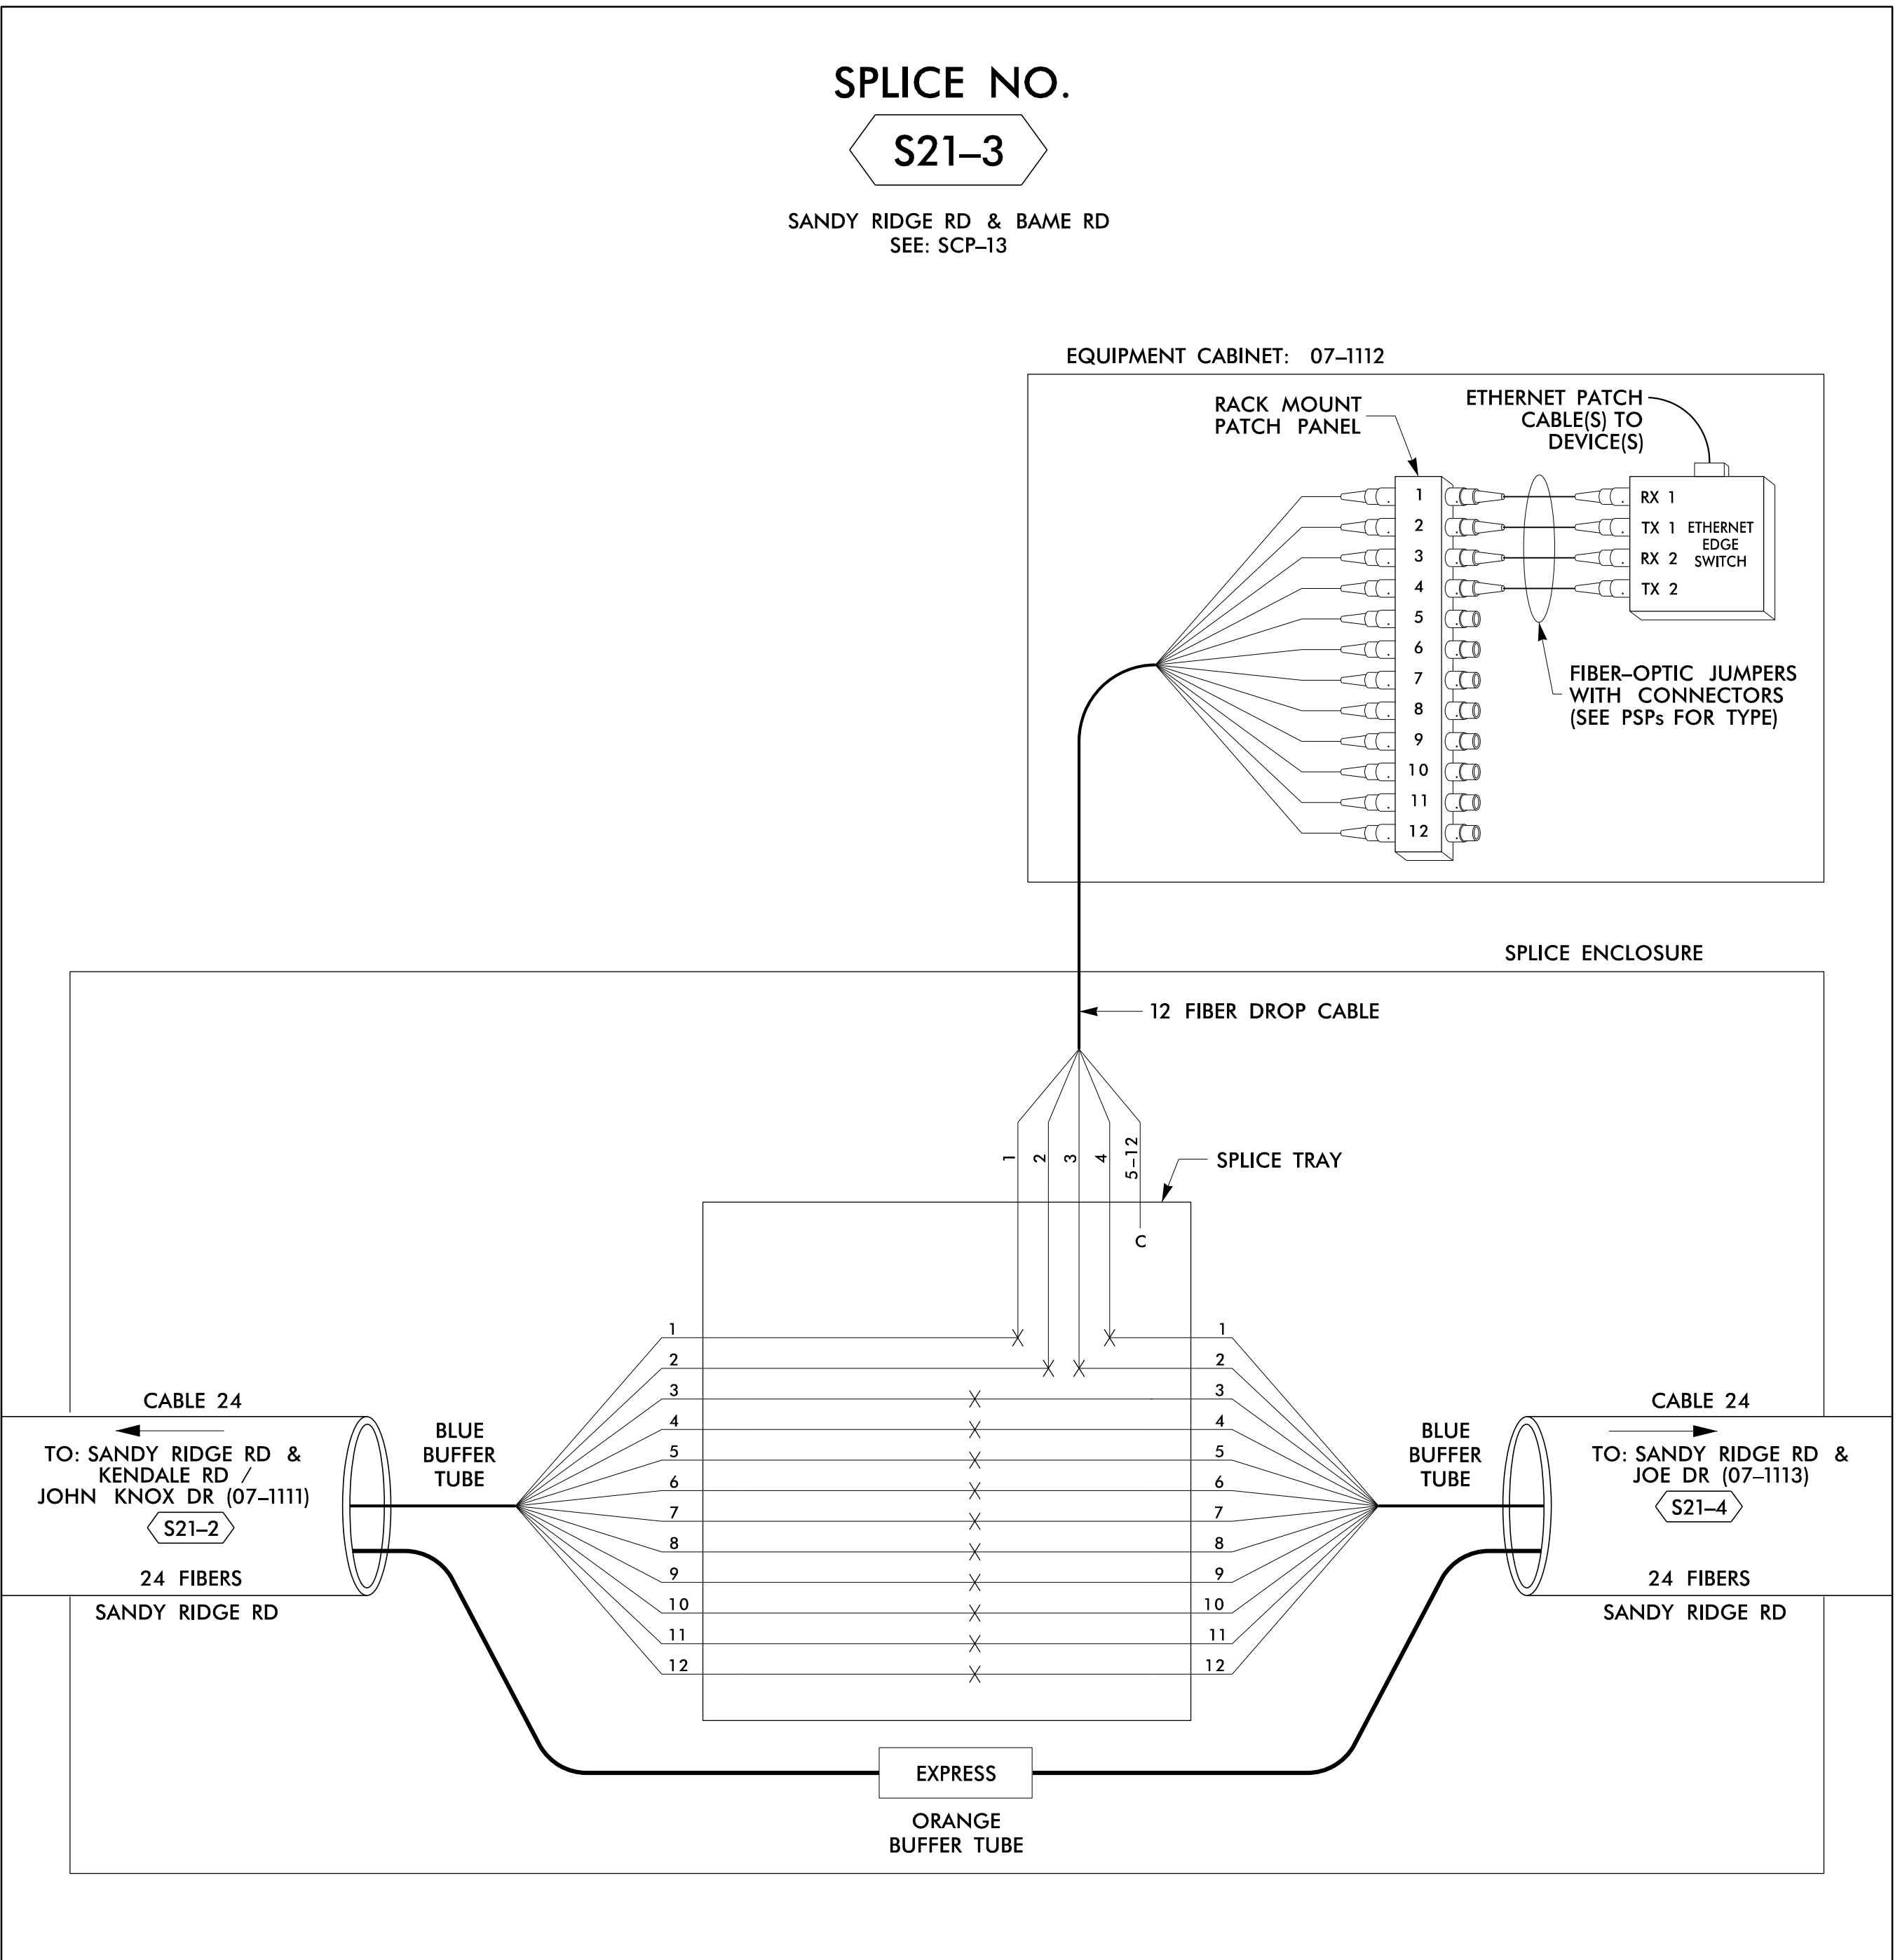 SPLICE NO.
S21–3
SANDY RIDGE RD & BAME RD
SEE: SCP–13
EQUIPMENT CABINET: 07–1112
RACK MOUNT
PATCH PANEL
ETHERNET PATCH
CABLE(S) TO
DEVICE(S)
1
2
3
4
5
6
7
8
9
10
11
12
RX 1
TX 1
RX 2
TX 2
ETHERNET
EDGE
SWITCH
FIBER–OPTIC JUMPERS
WITH CONNECTORS
(SEE PSPs FOR TYPE)
SPLICE ENCLOSURE
12 FIBER DROP CABLE
1
2
3
4
5–12
SPLICE TRAY
C
CABLE 24
TO: SANDY RIDGE RD &
KENDALE RD /
JOHN KNOX DR (07–1111)
S21–2
24 FIBERS
SANDY RIDGE RD
BLUE
BUFFER
TUBE
1
2
3
4
5
6
7
8
9
10
11
12
1
2
3
4
5
6
7
8
9
10
11
12
BLUE
BUFFER
TUBE
CABLE 24
TO: SANDY RIDGE RD &
JOE DR (07–1113)
S21–4
24 FIBERS
SANDY RIDGE RD
EXPRESS
ORANGE
BUFFER TUBE